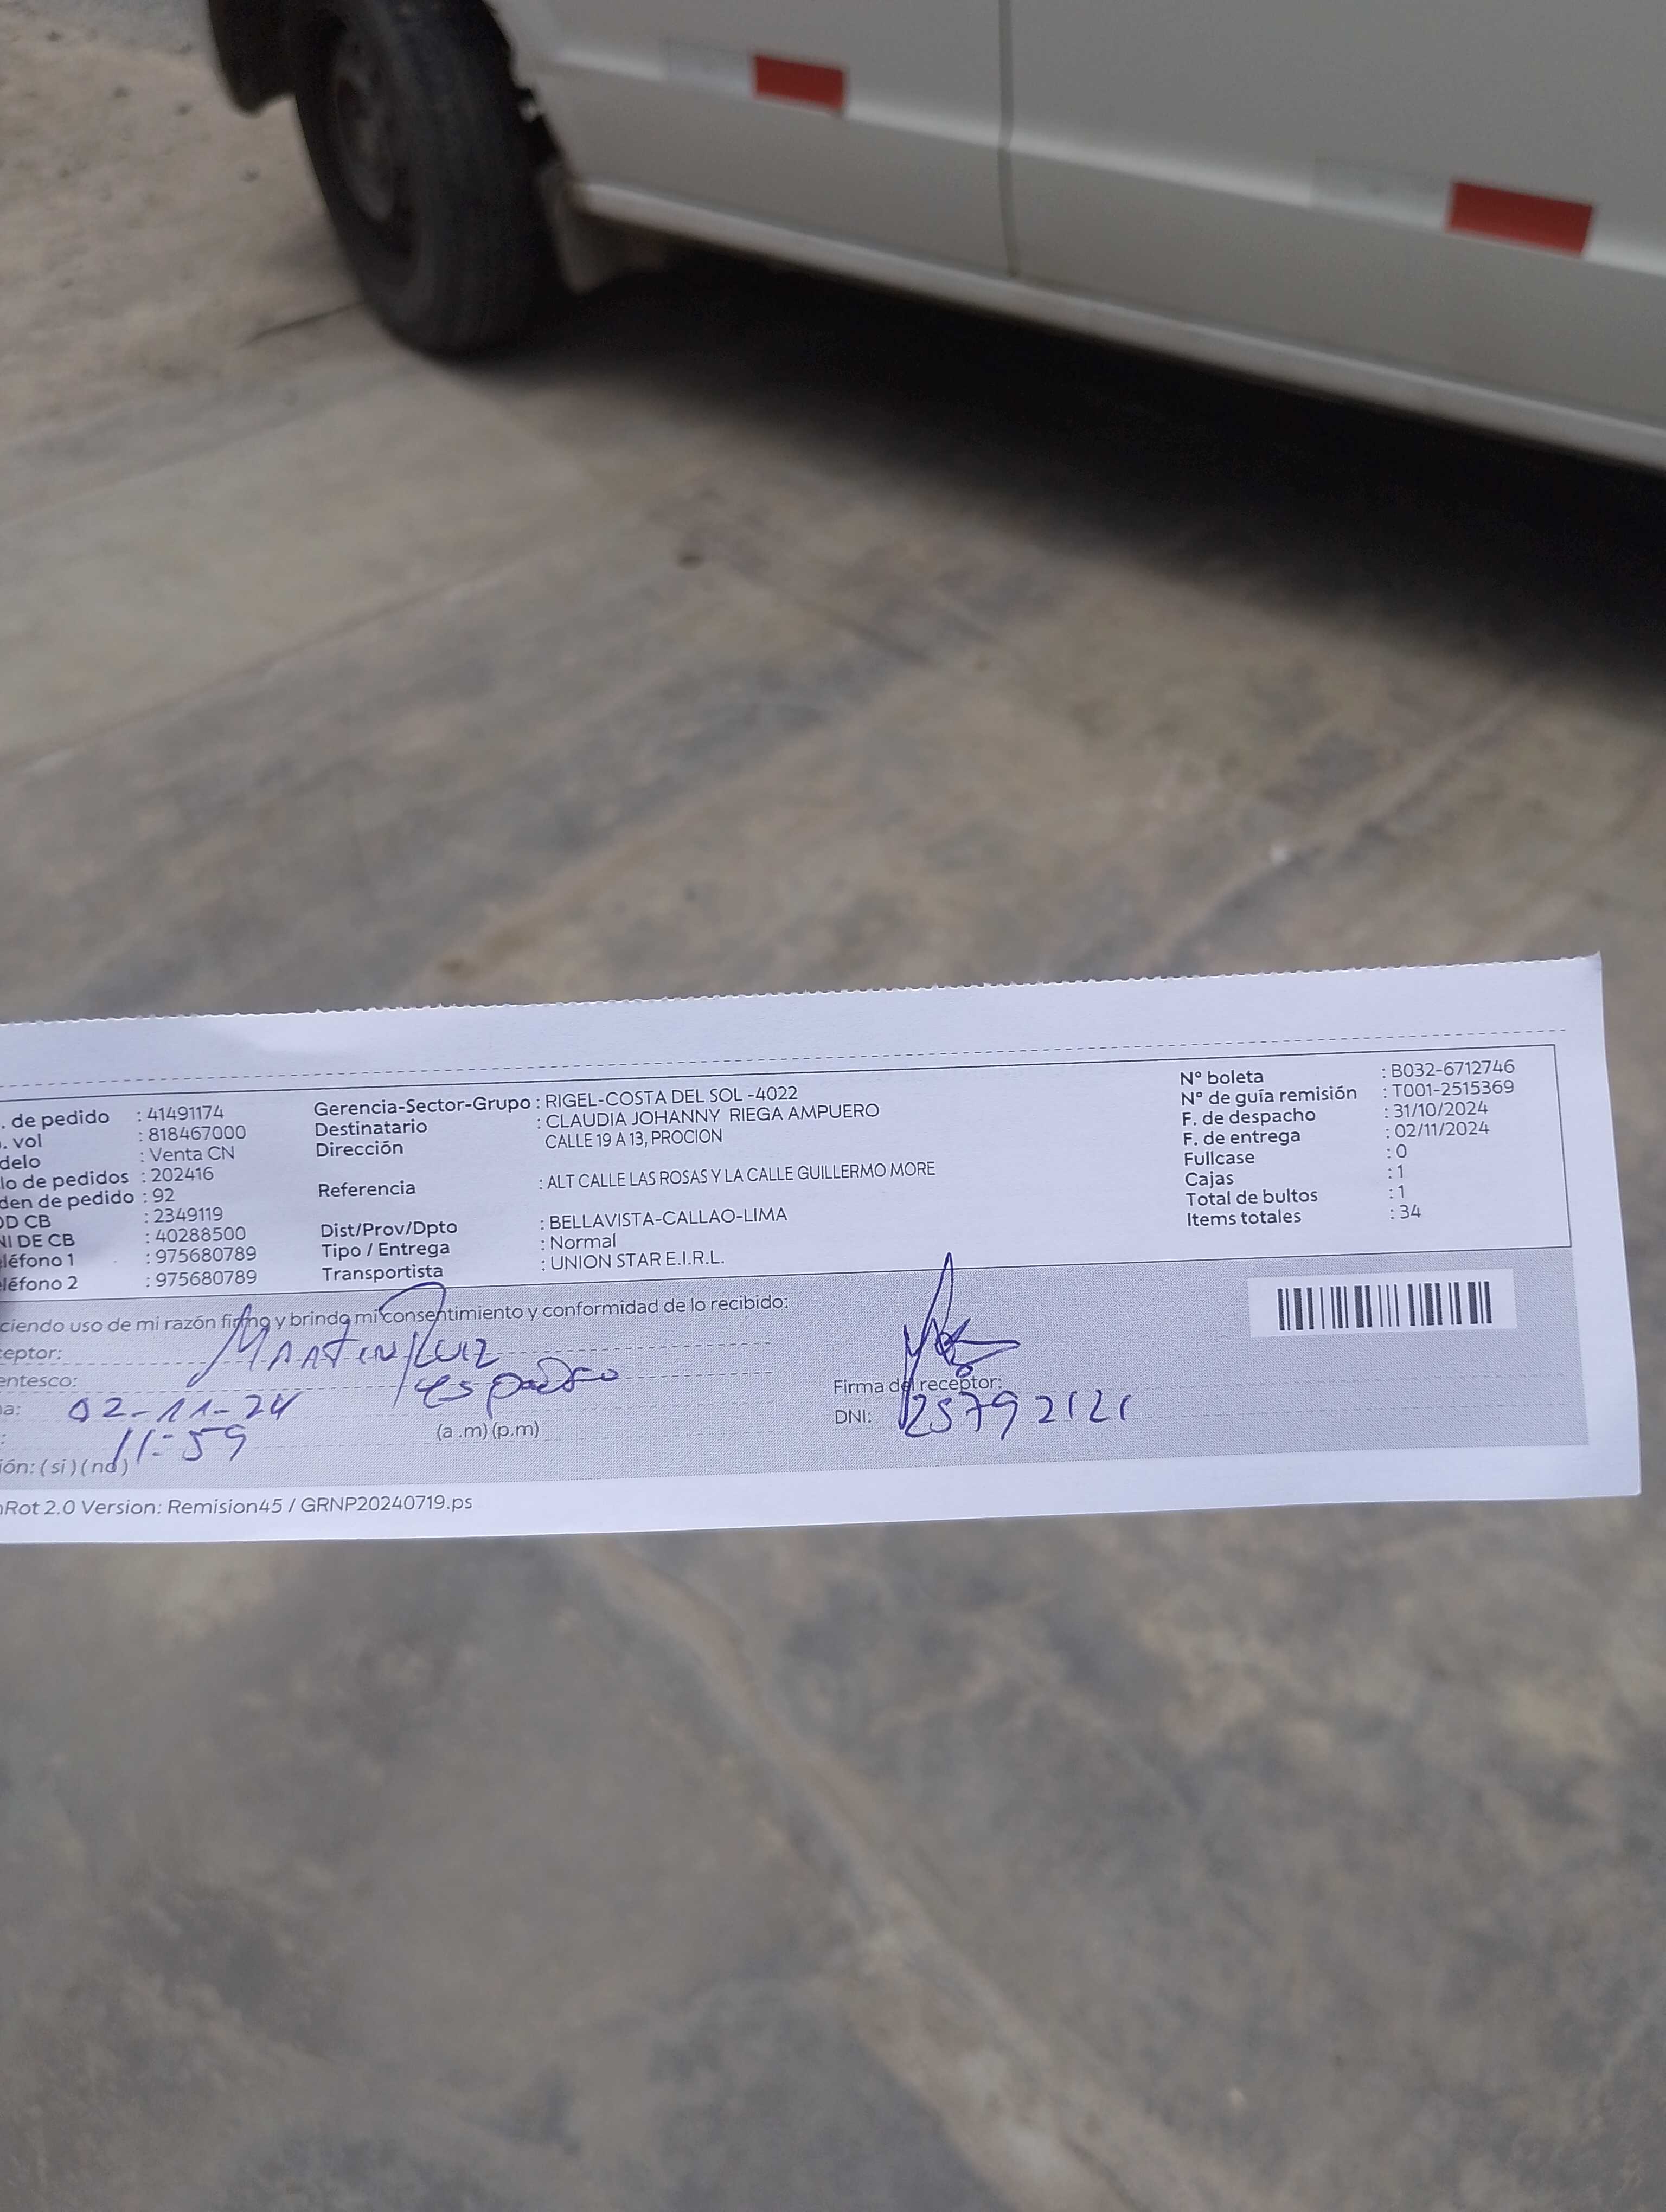 . de pedido : 41491174
. vol : 818467000
delo : Venta CN
lo de pedidos : 202416
den de pedido : 92
OD CB : 2349119
NI DE CB : 40288500
eléfono 1 : 975680789
eléfono 2 : 975680789
Gerencia-Sector-Grupo : RIGEL-COSTA DEL SOL -4022
Destinatario : CLAUDIA JOHANNY RIEGA AMPUERO
Dirección CALLE 19 A 13, PROCION
Referencia : ALT CALLE LAS ROSAS Y LA CALLE GUILLERMO MORE
Dist/Prov/Dpto : BELLAVISTA-CALLAO-LIMA
Tipo / Entrega : Normal
Transportista : UNION STAR E.I.R.L.
N° boleta : B032-6712746
N° de guía remisión : T001-2515369
F. de despacho : 31/10/2024
F. de entrega : 02/11/2024
Fullcase : 0
Cajas : 1
Total de bultos : 1
Items totales : 34
ciendo uso de mi razón firmo y brindo mi consentimiento y conformidad de lo recibido:
eptor: MARTIN RUIZ
entesco: esposo
a: 02-11-24
: 11:59 (a .m) (p.m)
ión: ( si ) ( no )
Firma del receptor:
DNI: 25792121
nRot 2.0 Version: Remision45 / GRNP20240719.ps